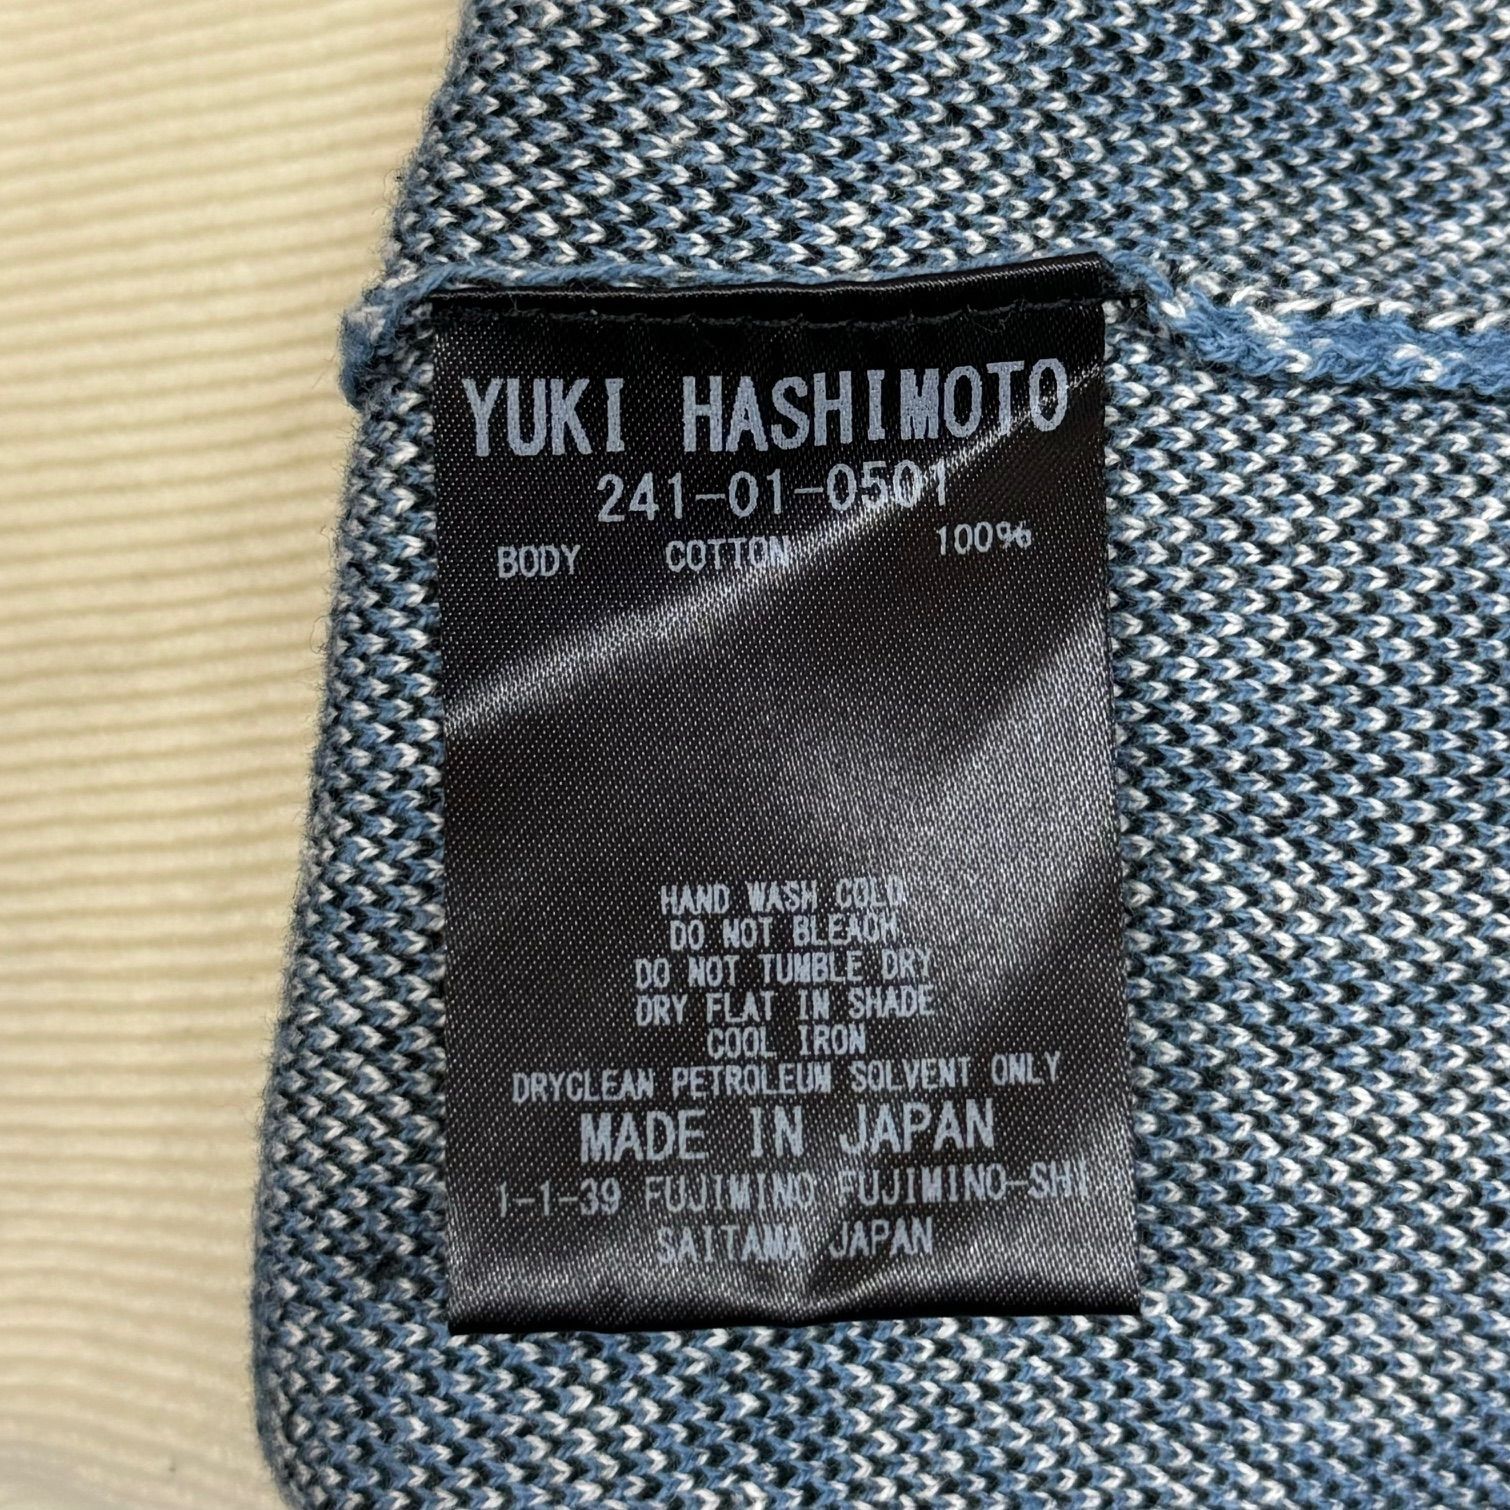 YUKI HASHIMOTO
241-01-0501
BODY COTTON 100%
HAND WASH COLD
DO NOT BLEACH
DO NOT TUMBLE DRY
DRY FLAT IN SHADE
COOL IRON
DRYCLEAN PETROLEUM SOLVENT ONLY
MADE IN JAPAN
1-1-39 FUJIMINO FUJIMINO-SHI
SAITAMA JAPAN